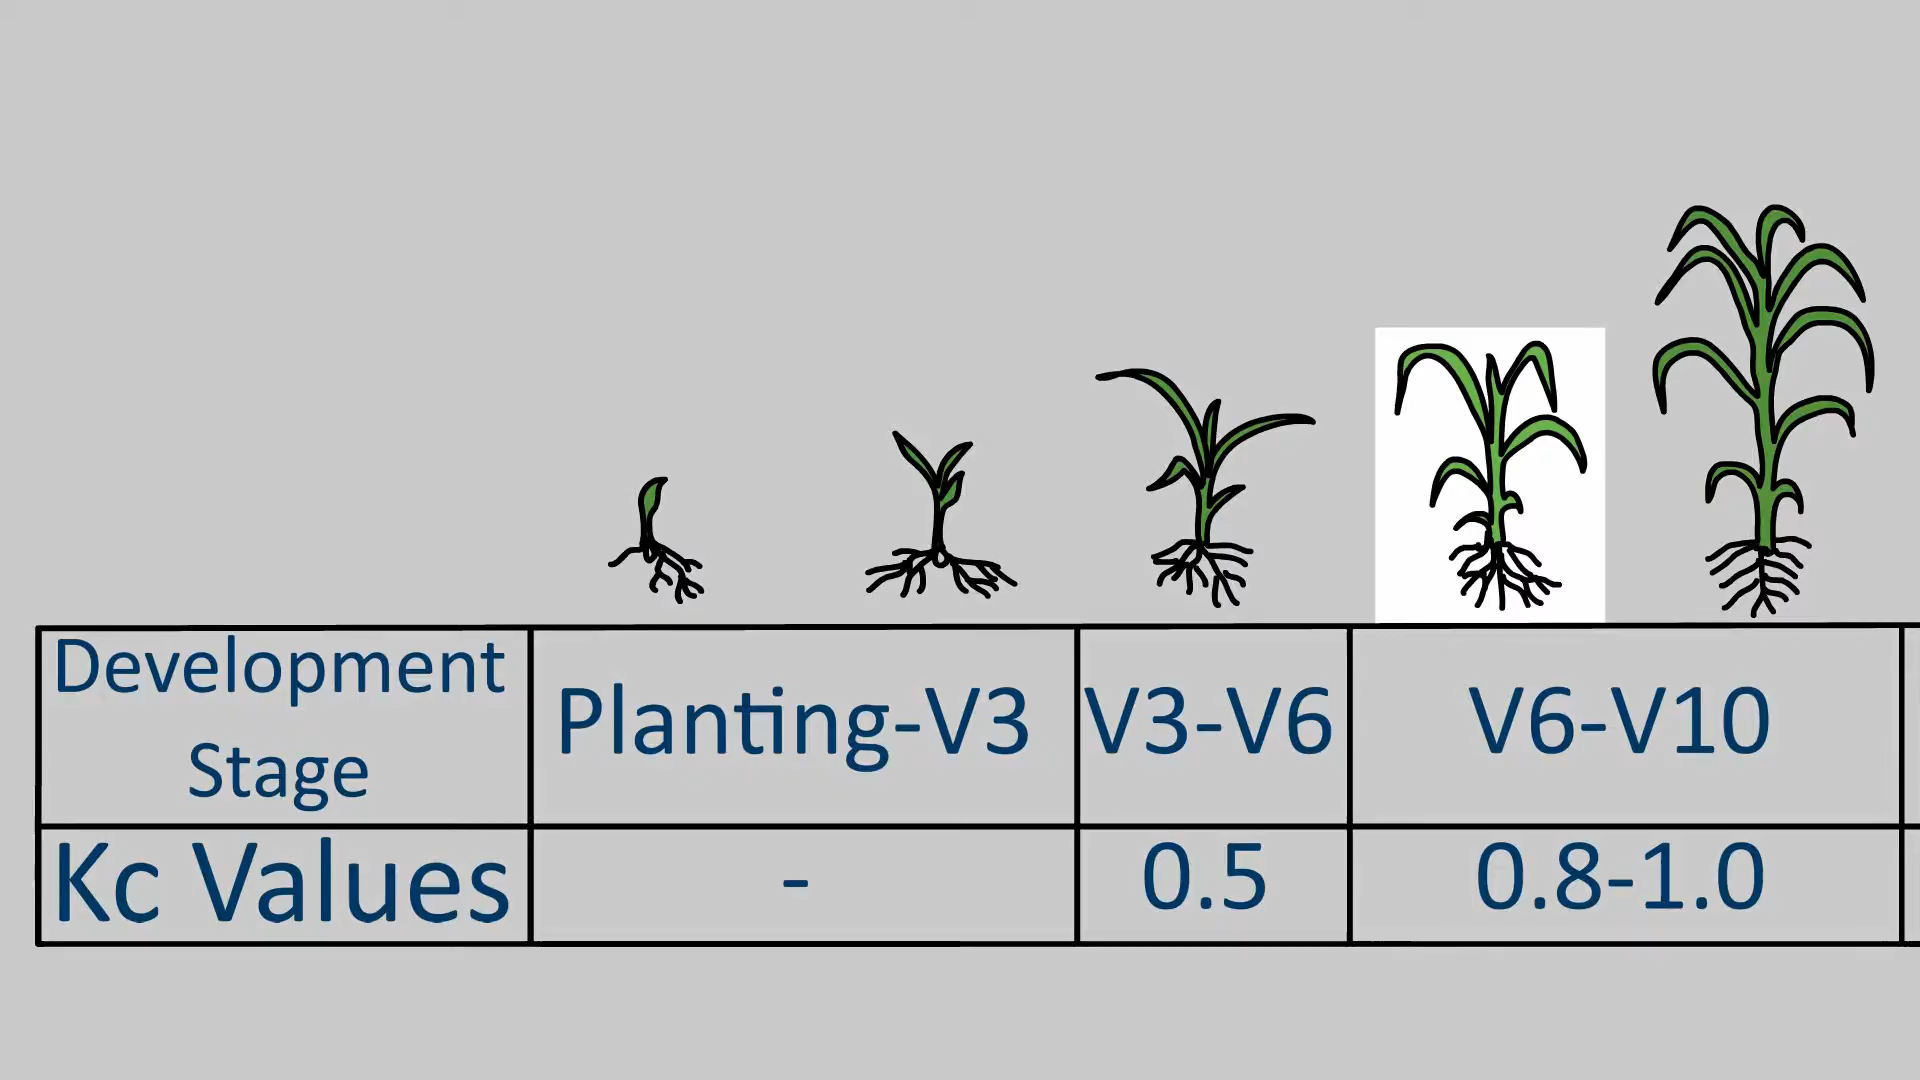 Development
Stage
Planting-V3
V3-V6
V6-V10
Kc Values
-
0.5
0.8-1.0